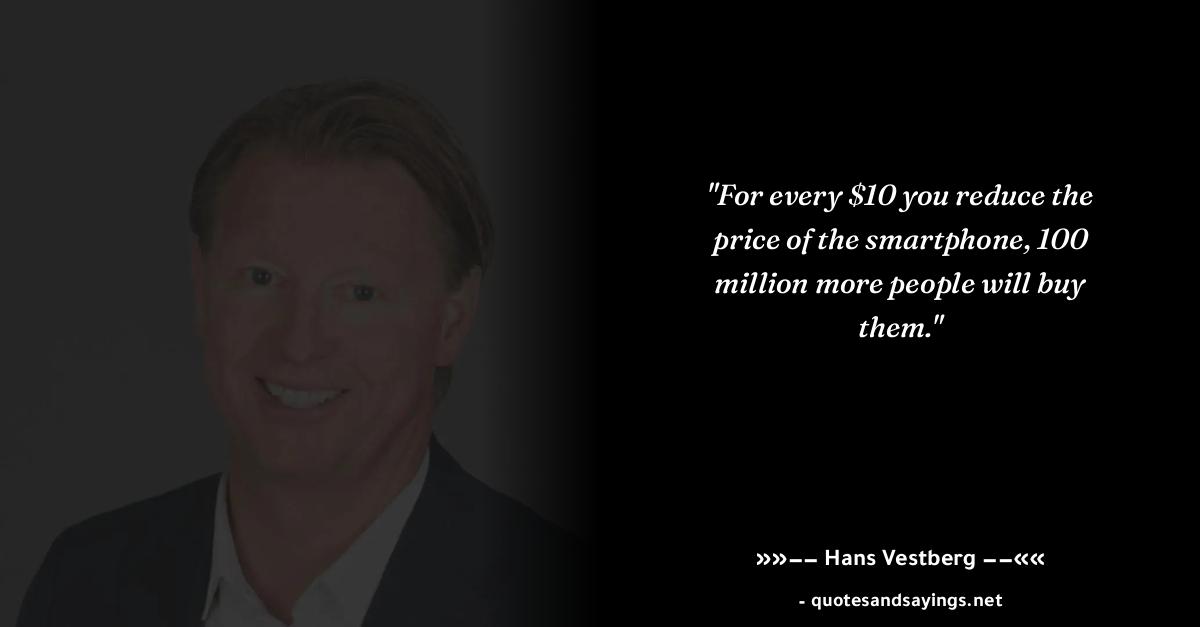 "For every $10 you reduce the
price of the smartphone, 100
million more people will buy
them."
»»–– Hans Vestberg ––««
- quotesandsayings.net